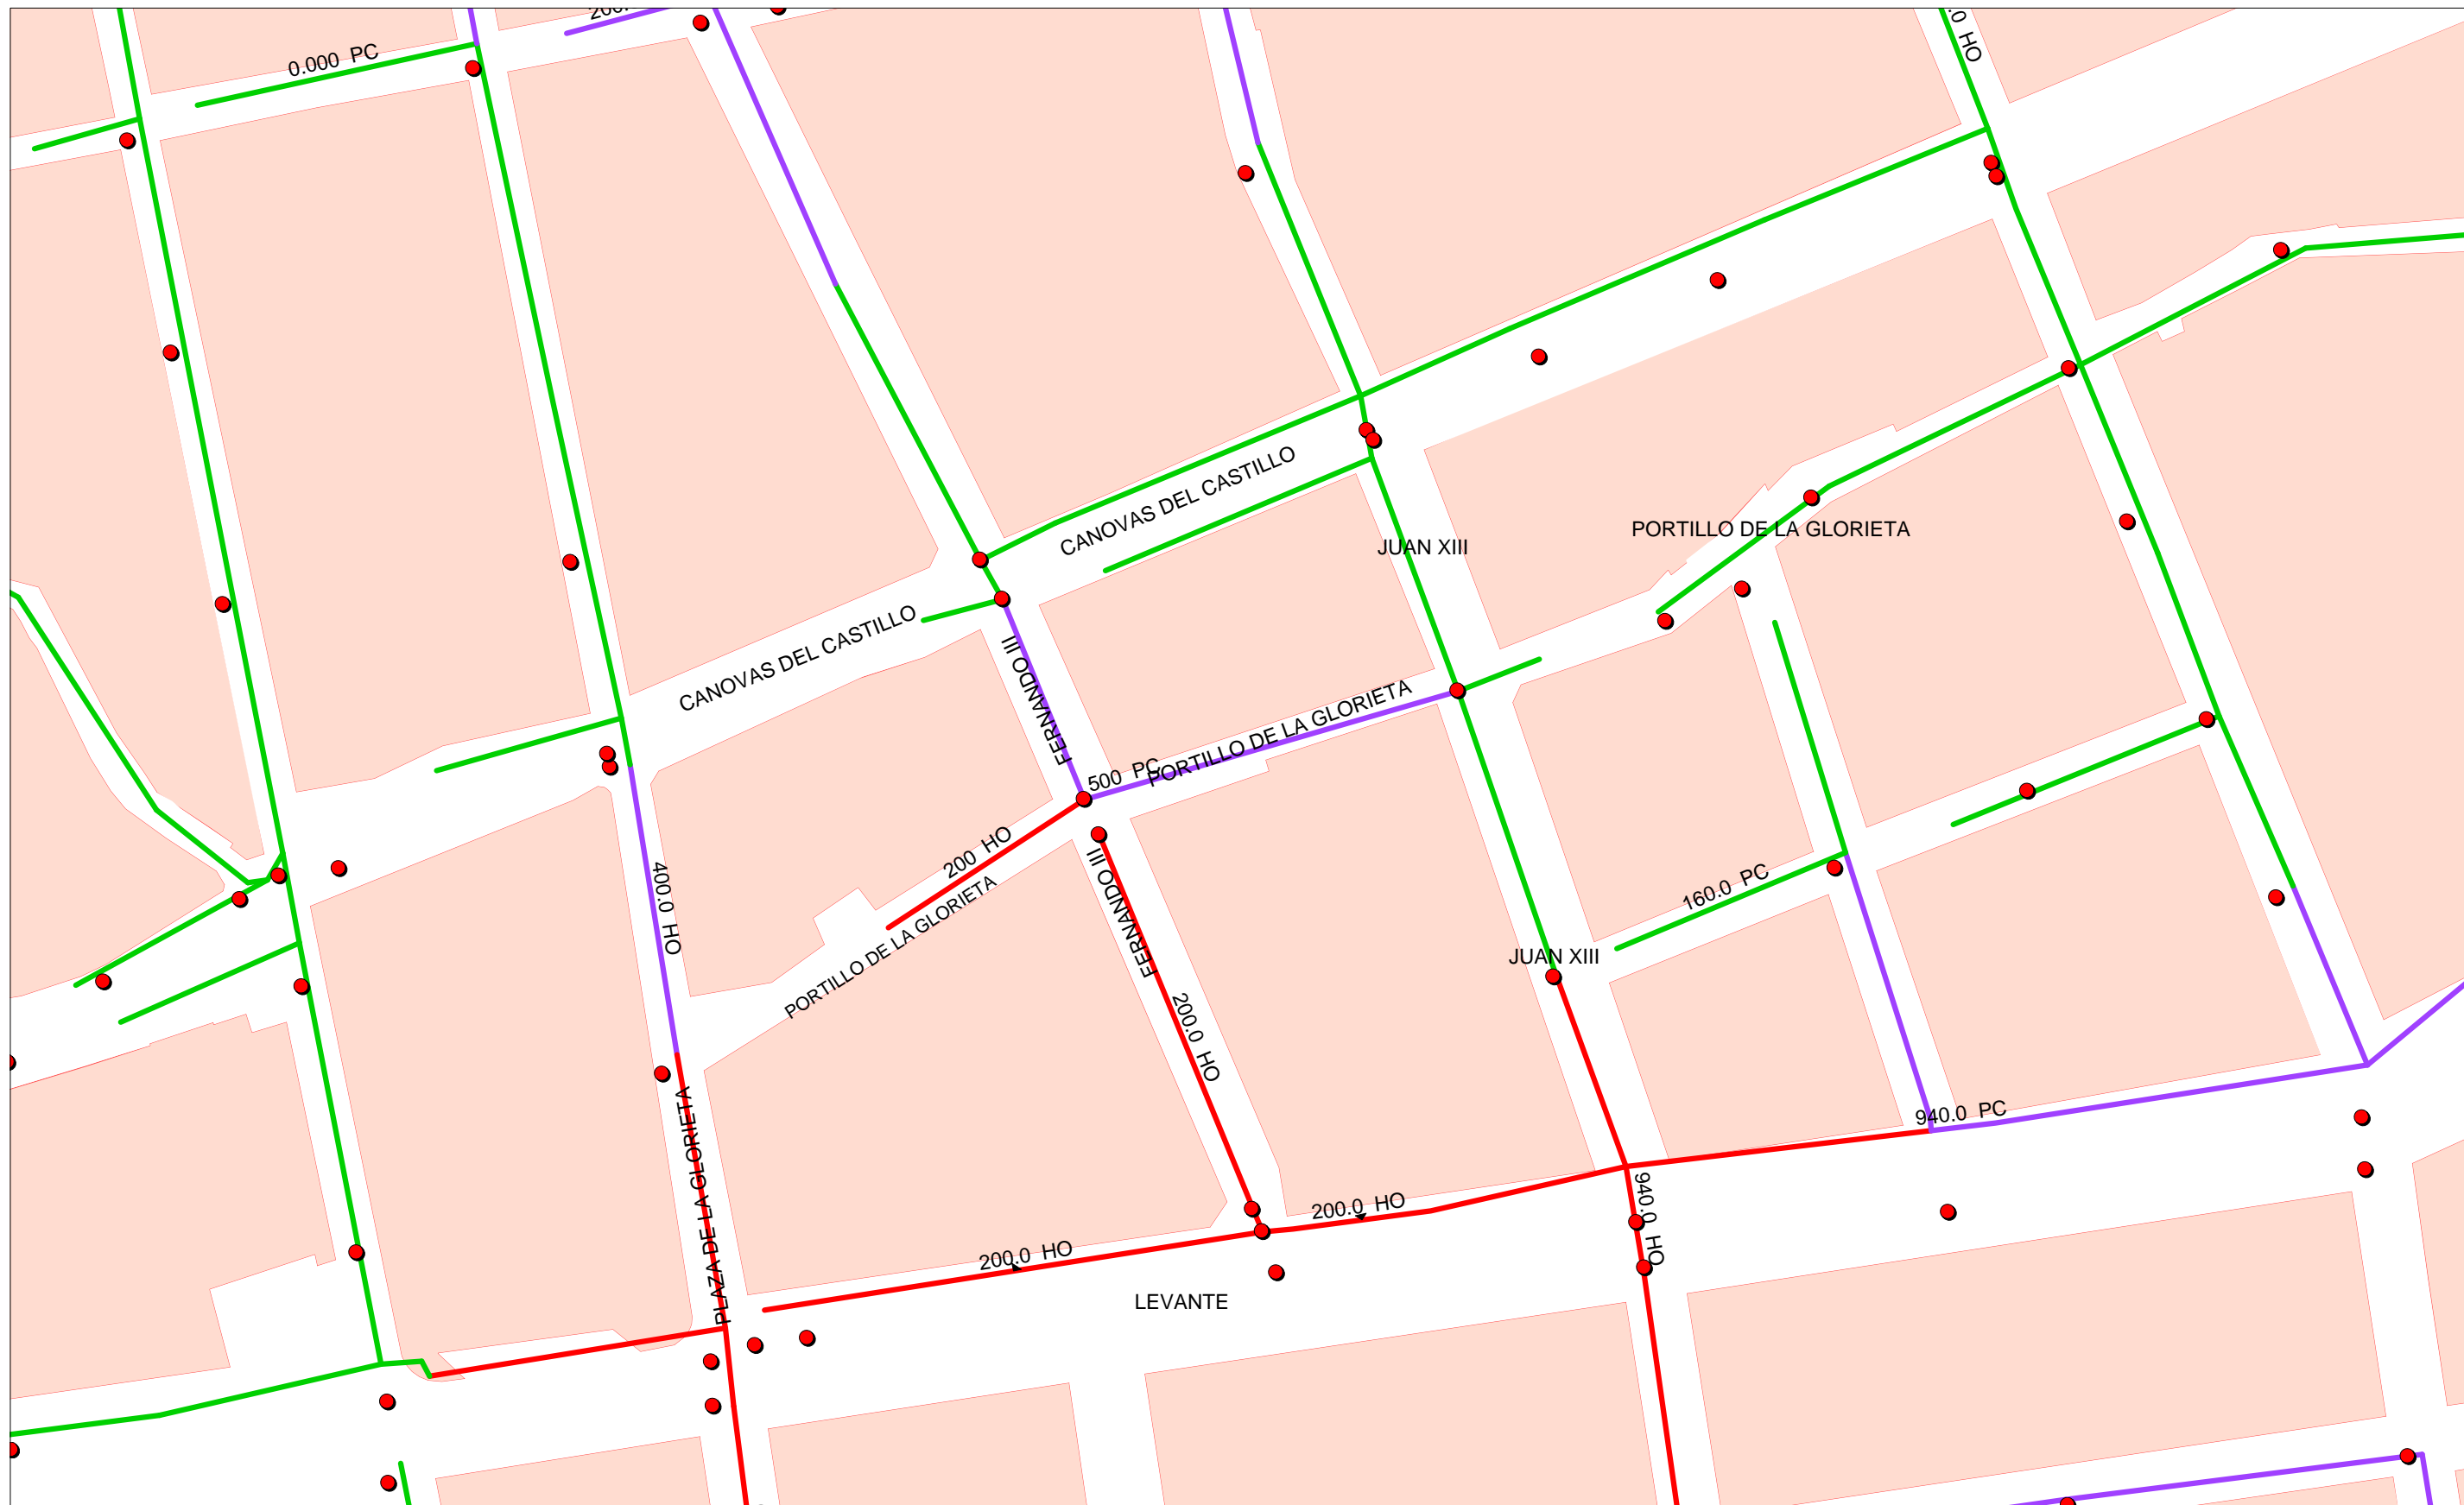 0.000 PC
CANOVAS DEL CASTILLO
JUAN XIII
PORTILLO DE LA GLORIETA
CANOVAS DEL CASTILLO
FERNANDO III
PORTILLO DE LA GLORIETA
500 PC
200 HO
400.0 HO
PORTILLO DE LA GLORIETA
FERNANDO III
160.0 PC
JUAN XIII
200.0 HO
940.0 PC
PLAZA DE LA GLORIETA
200.0 HO
940.0 HO
200.0 HO
LEVANTE